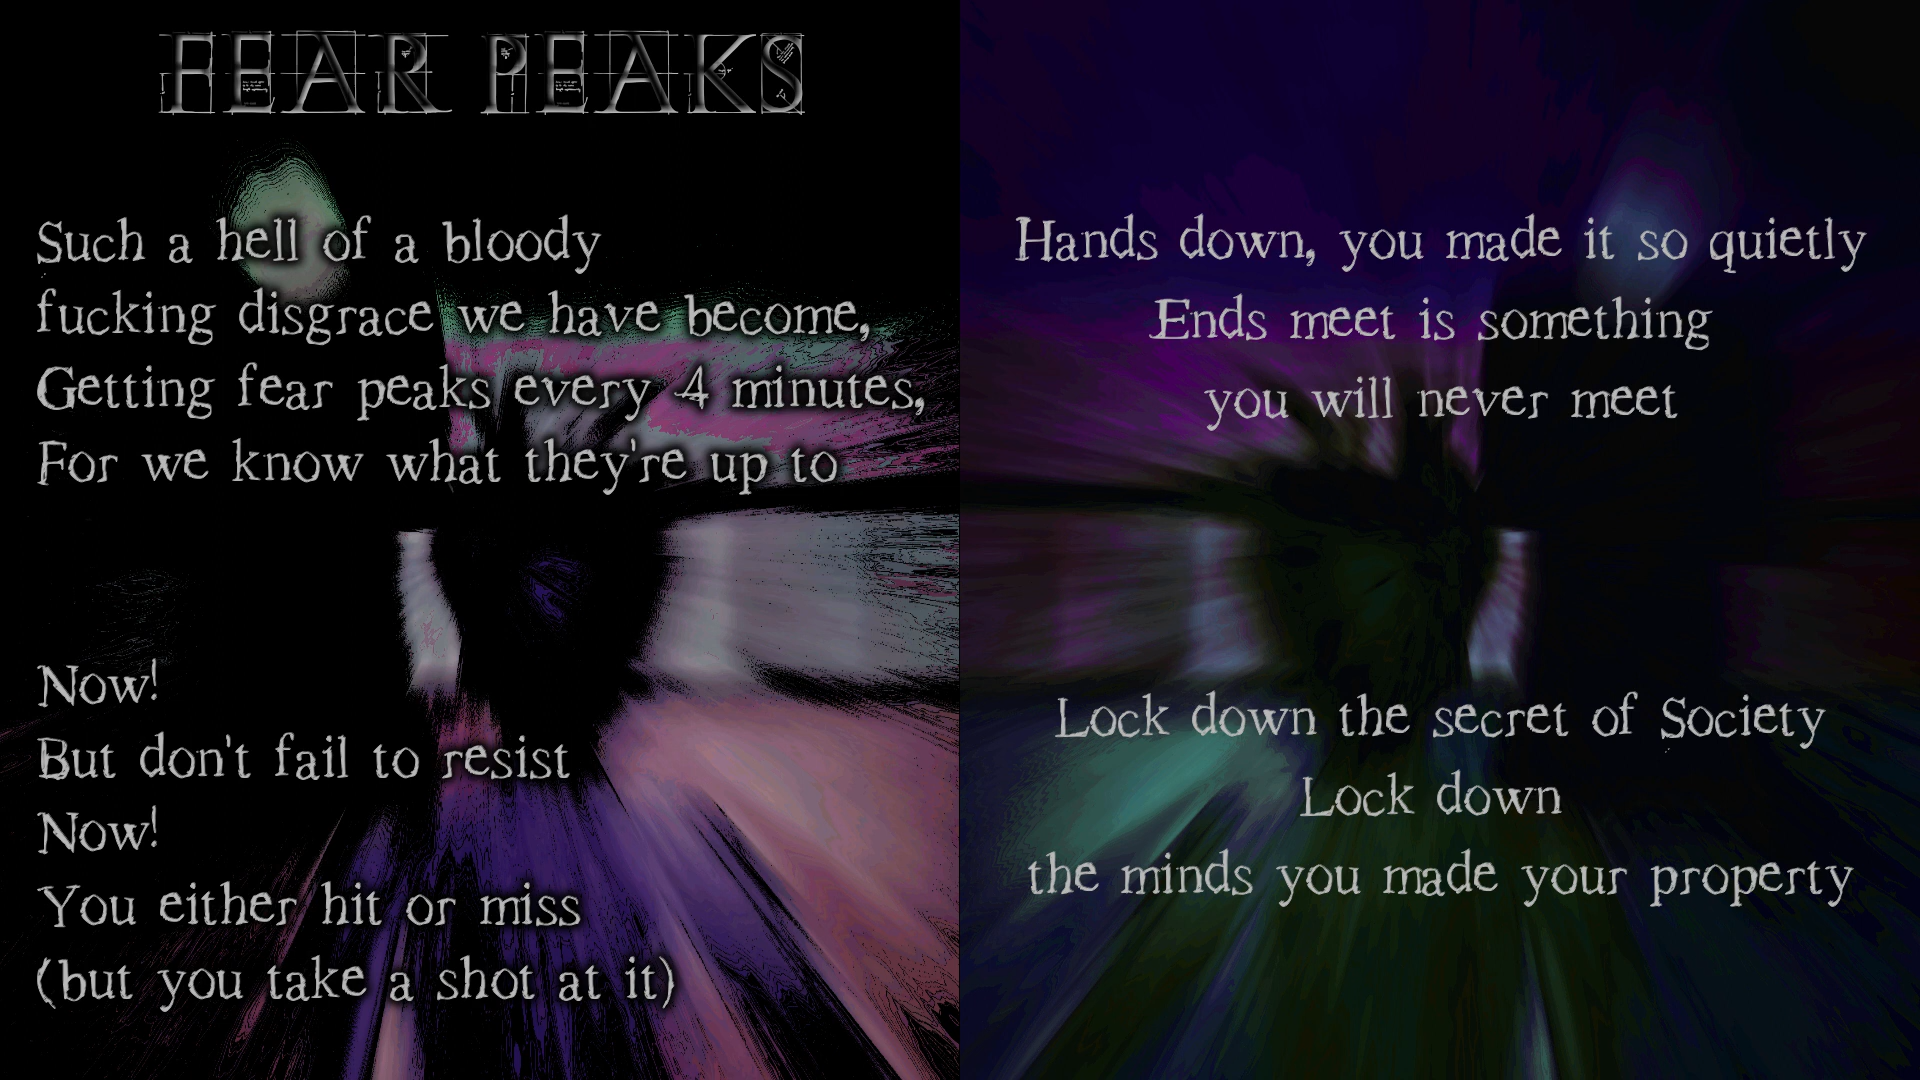 FEAR PEAKS
Such a hell of a bloody
fucking disgrace we have become,
Getting fear peaks every 4 minutes,
For we know what they're up to
Now!
But don't fail to resist
Now!
You either hit or miss
(but you take a shot at it)
Hands down, you made it so quietly
Ends meet is something
you will never meet
Lock down the secret of Society
Lock down
the minds you made your property